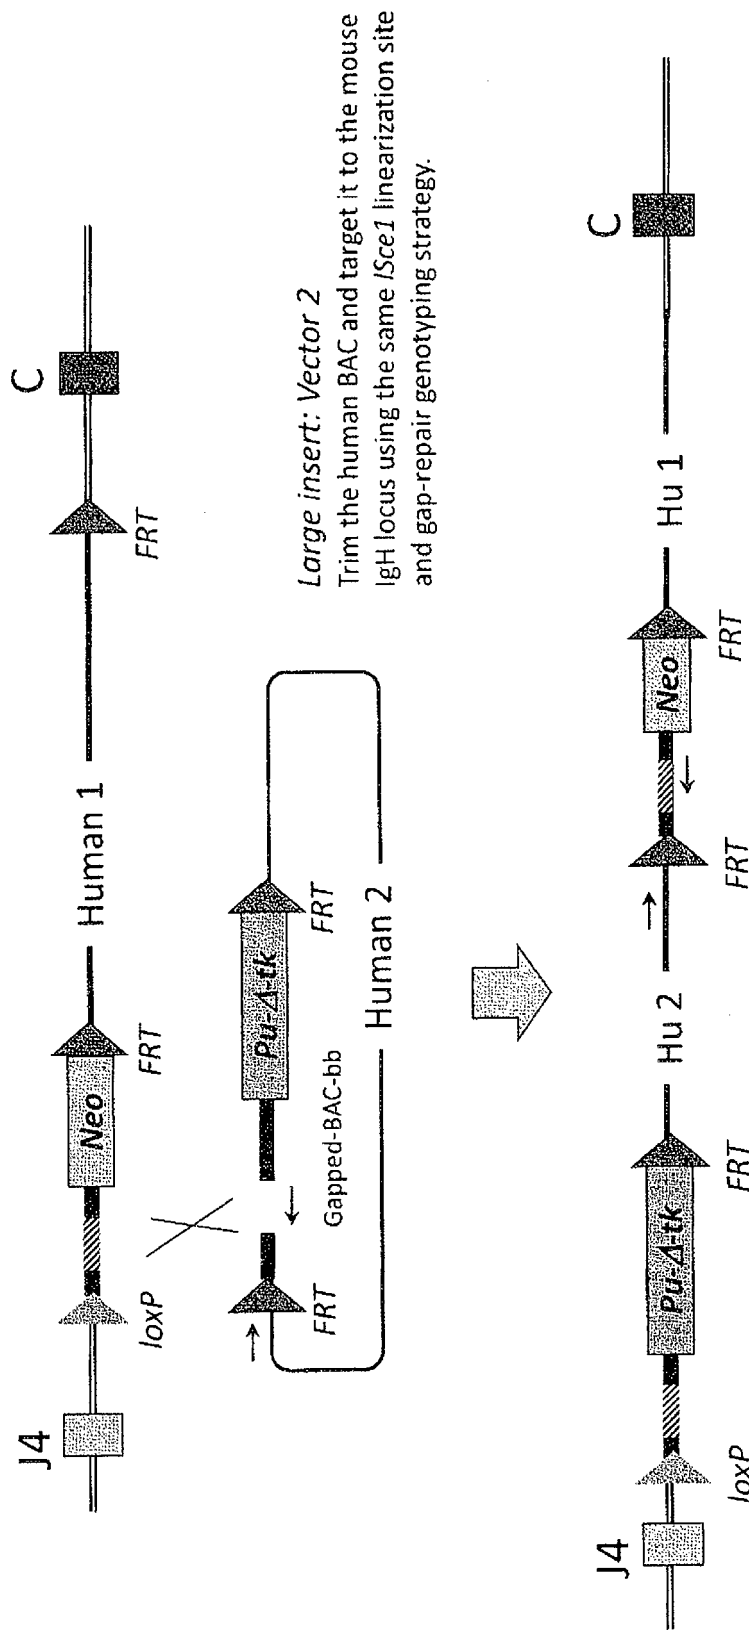 J4
loxP
Neo
FRT
Human 1
FRT
C
FRT
Gapped-BAC-bb
Pu-Δ-tk
FRT
Human 2
Large insert: Vector 2
Trim the human BAC and target it to the mouse
IgH locus using the same ISce1 linearization site
and gap-repair genotyping strategy.
J4
loxP
Pu-Δ-tk
FRT
Hu 2
FRT
Neo
FRT
Hu 1
C